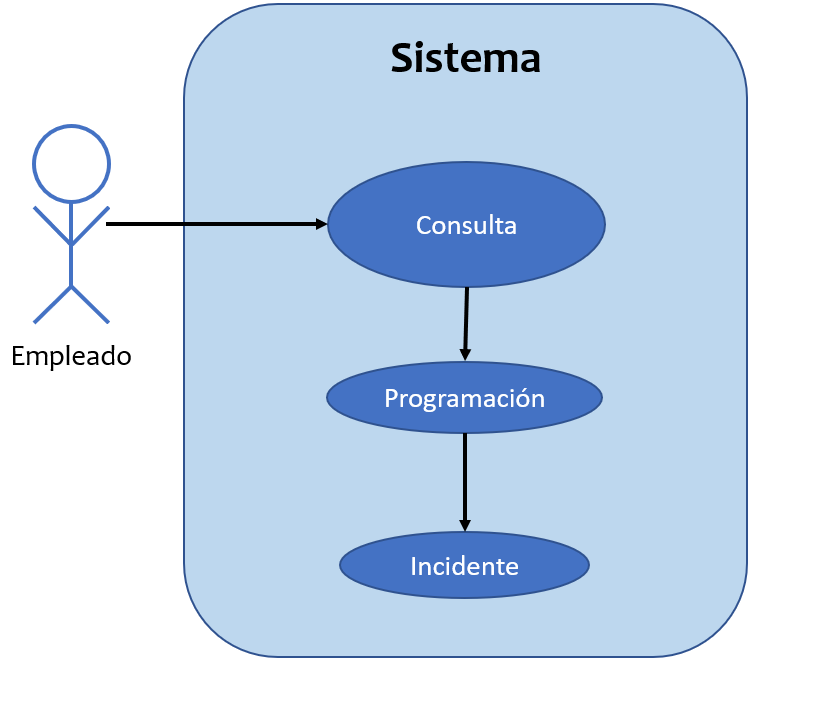 Sistema
Consulta
Empleado
Programación
Incidente